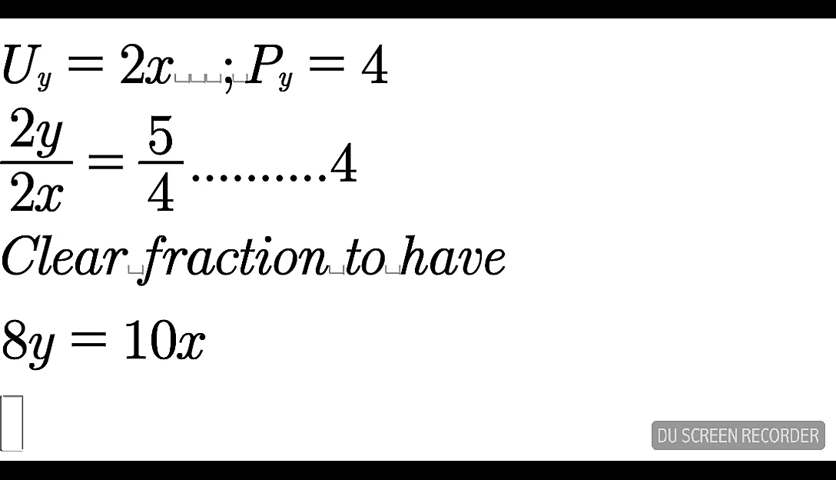 U_y = 2x ; P_y = 4
2y/2x = 5/4..........4
Clear fraction to have
8y = 10x
DU SCREEN RECORDER